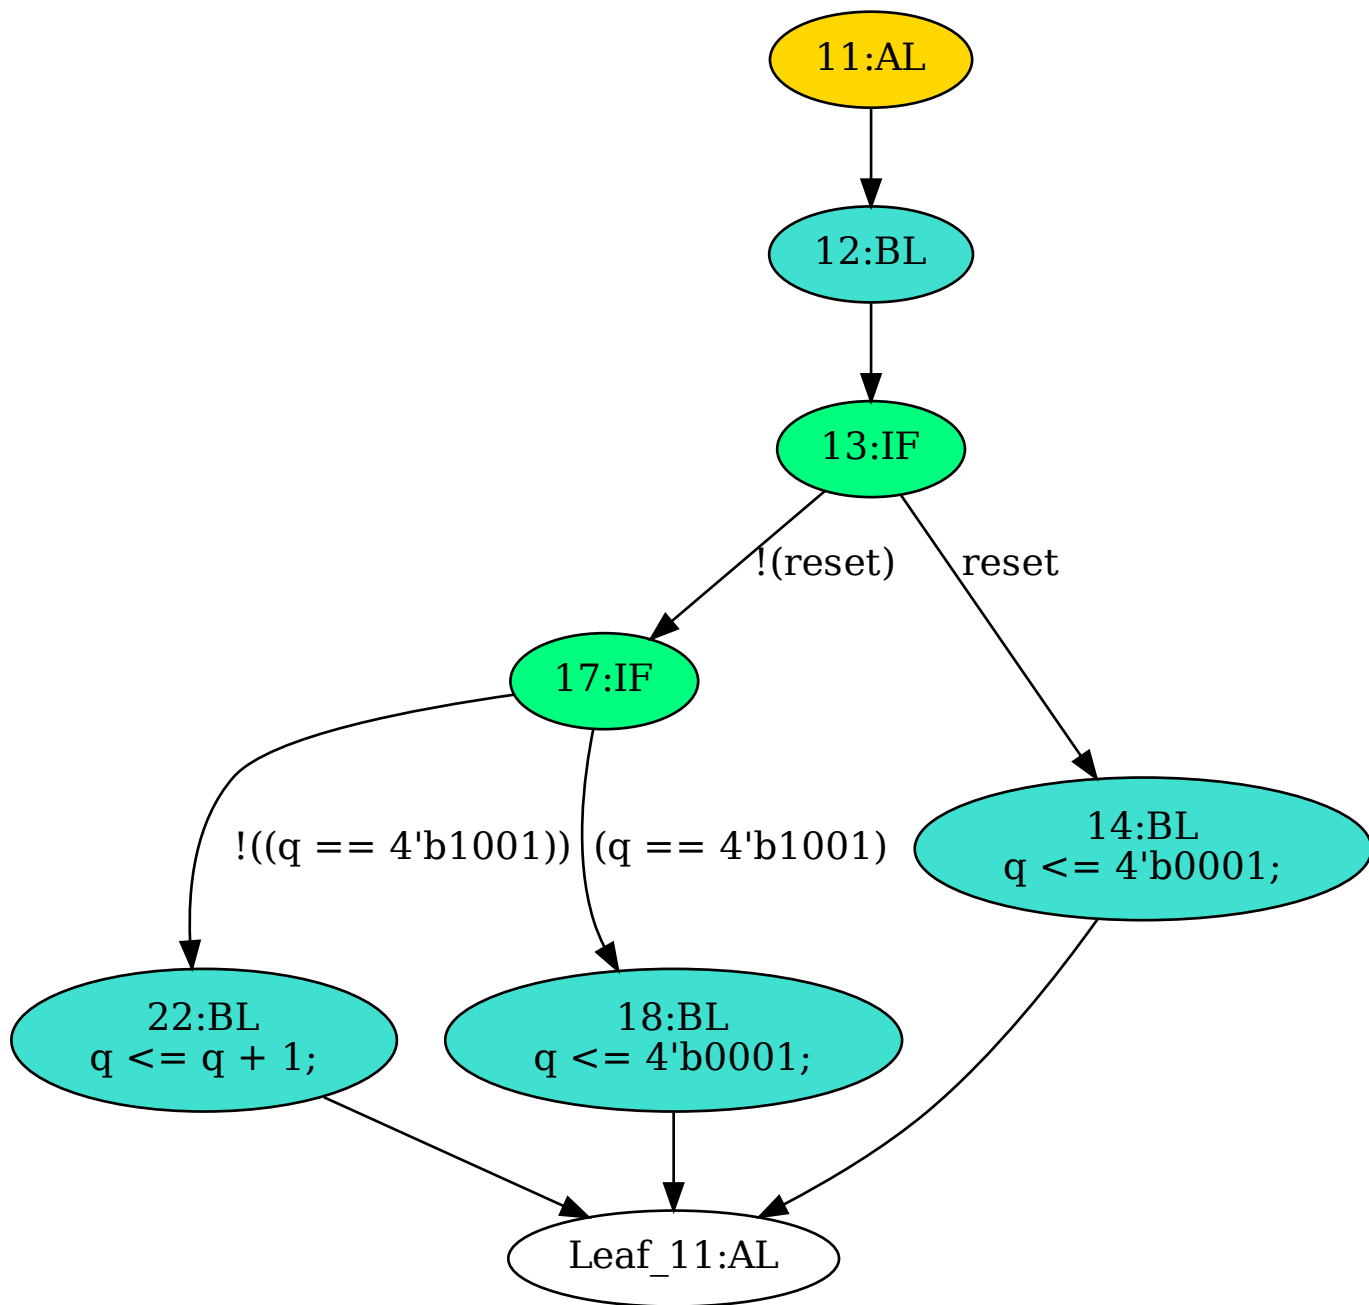 11:AL
12:BL
13:IF
!(reset)
reset
17:IF
!((q == 4'b1001))
(q == 4'b1001)
14:BL
q <= 4'b0001;
22:BL
q <= q + 1;
18:BL
q <= 4'b0001;
Leaf_11:AL